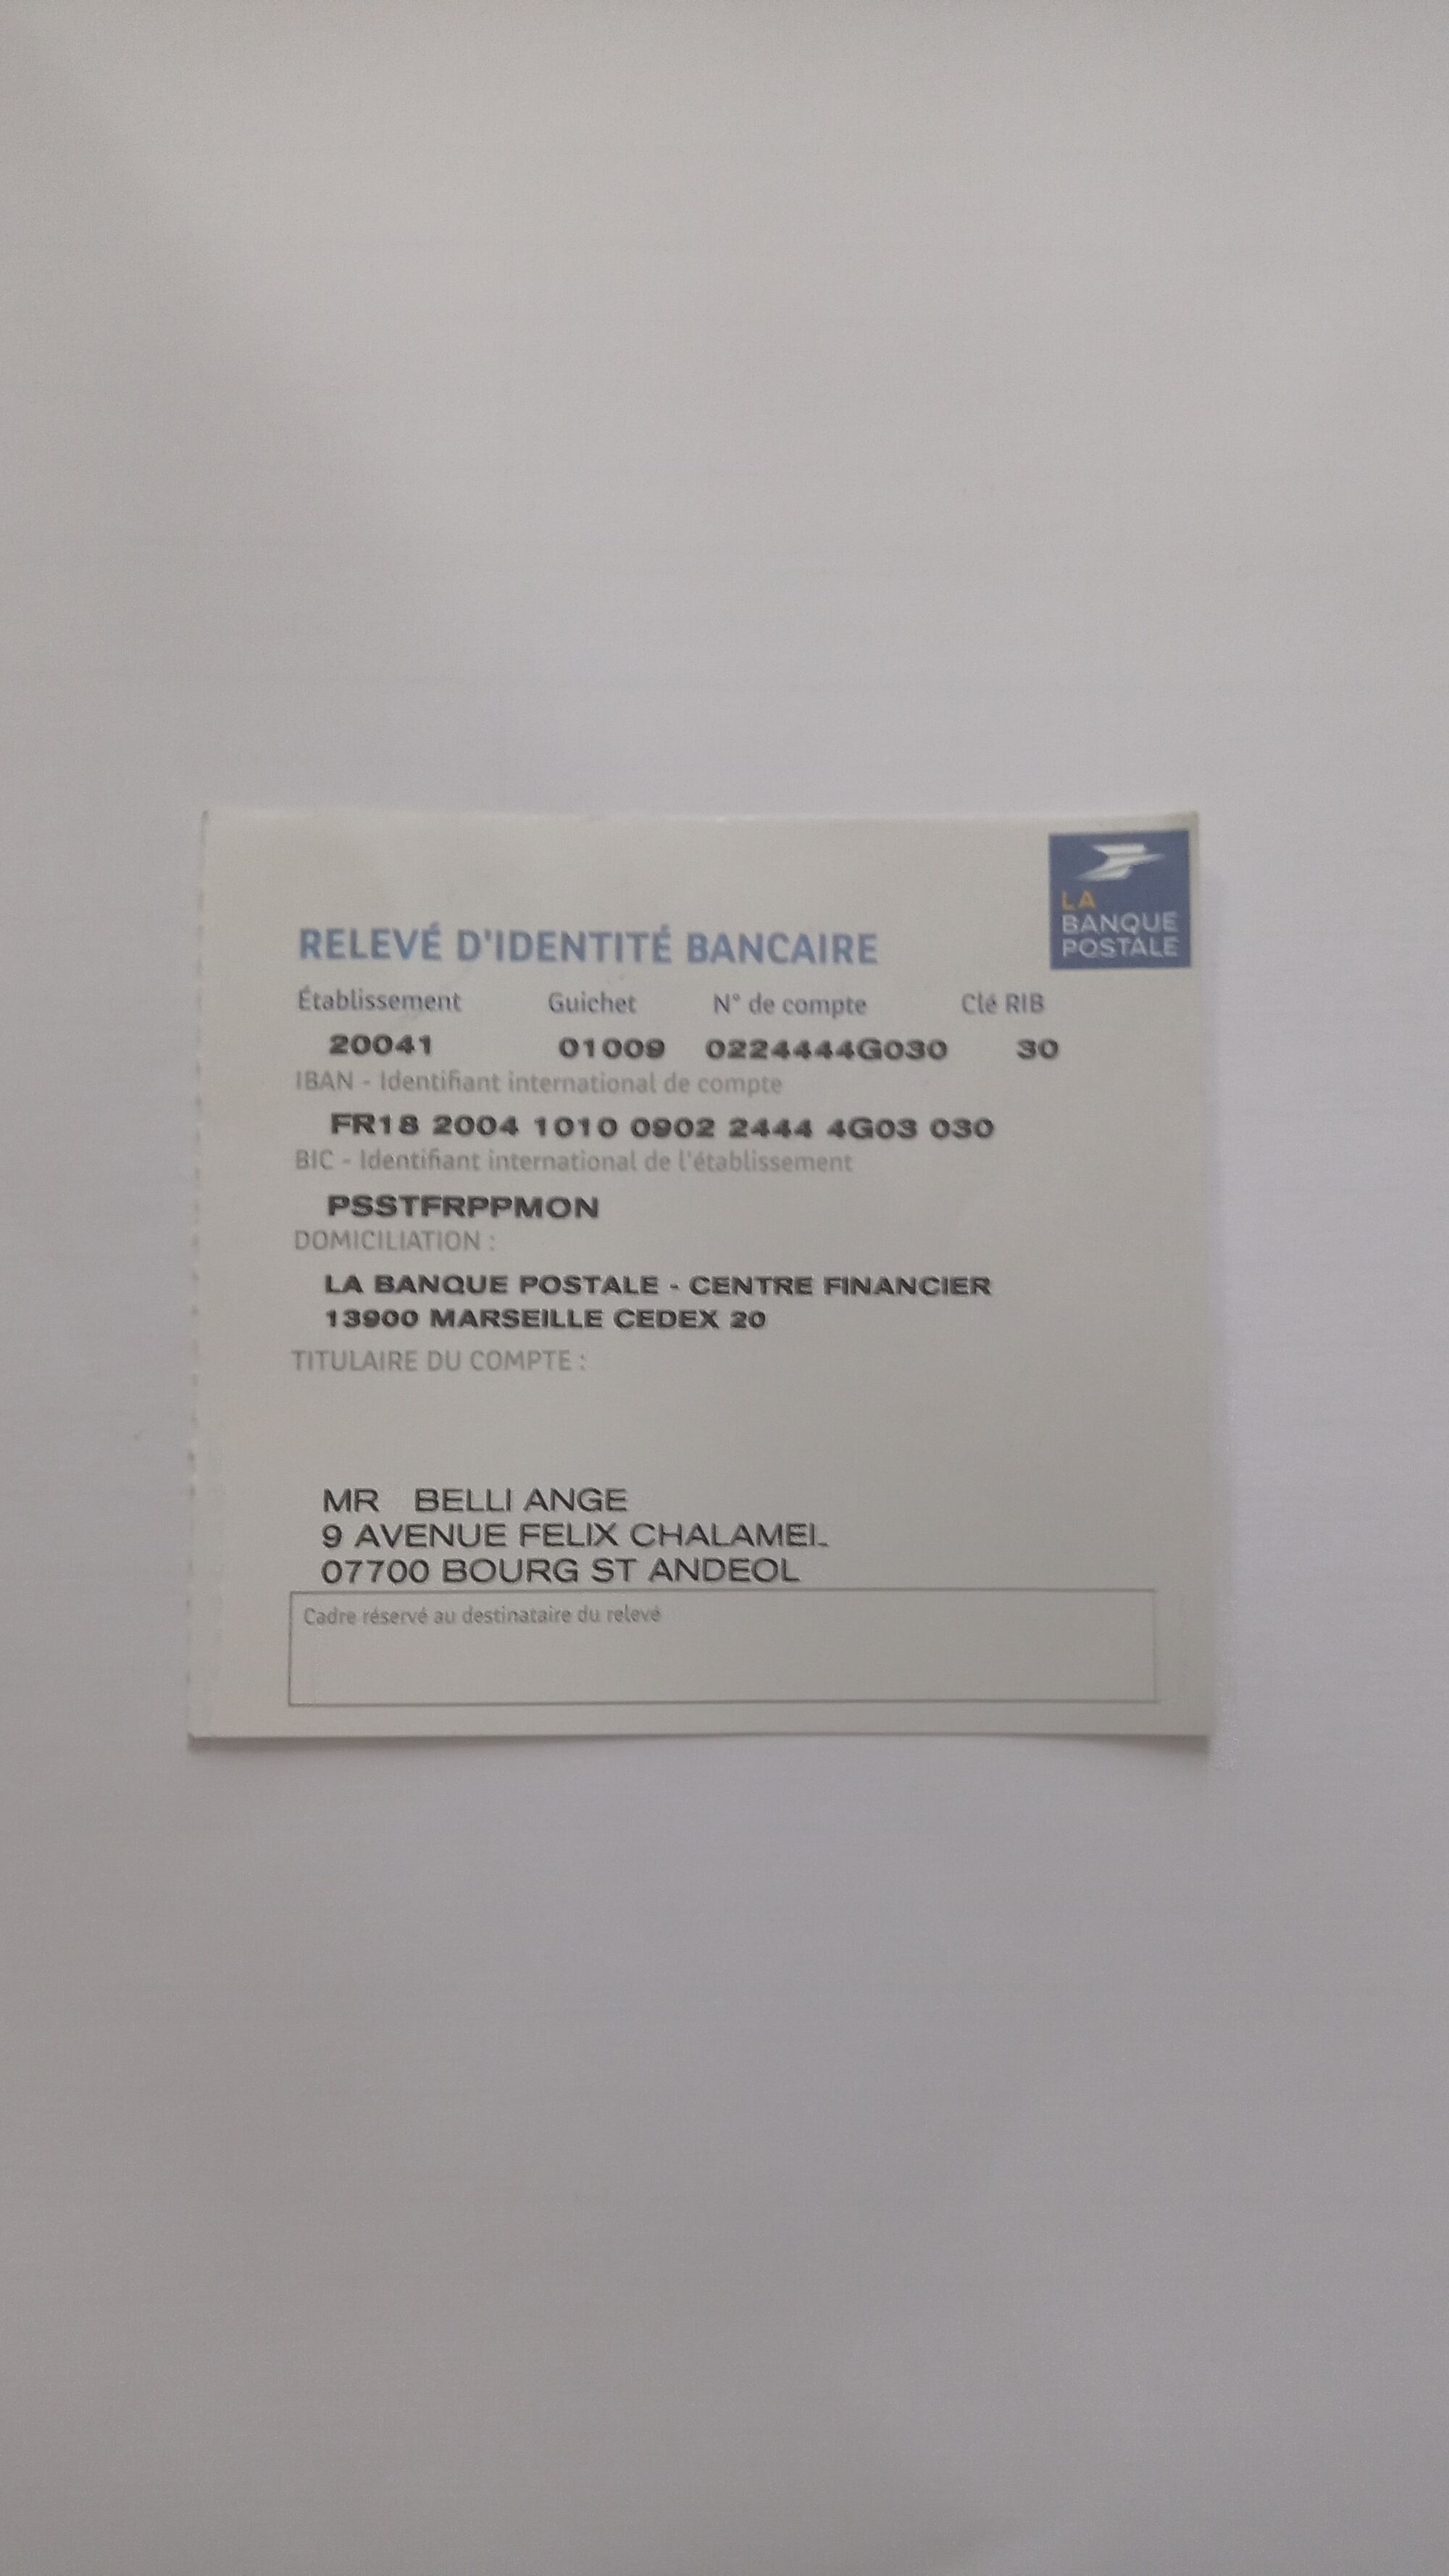 LA
BANQUE
POSTALE
RELEVÉ D'IDENTITÉ BANCAIRE
Établissement Guichet N° de compte Clé RIB
20041 01009 0224444G030 30
IBAN - Identifiant international de compte
FR18 2004 1010 0902 2444 4G03 030
BIC - Identifiant international de l'établissement
PSSTFRPPMON
DOMICILIATION :
LA BANQUE POSTALE - CENTRE FINANCIER
13900 MARSEILLE CEDEX 20
TITULAIRE DU COMPTE :
MR BELLI ANGE
9 AVENUE FELIX CHALAMEL
07700 BOURG ST ANDEOL
Cadre réservé au destinataire du relevé